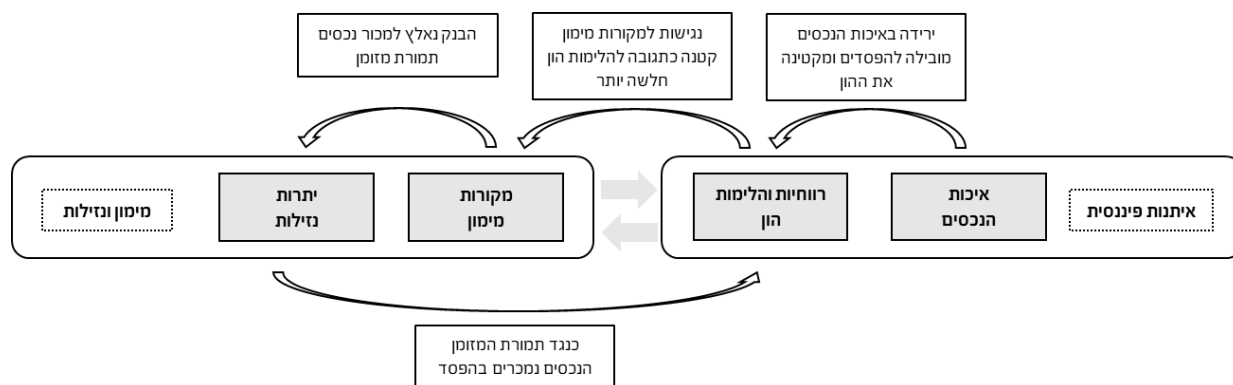 ירידה באיכות הנכסים
מובילה להפסדים ומקטינה
את ההון
נגישות למקורות מימון
קטנה כתגובה להלימות הון
חלשה יותר
הבנק נאלץ למכור נכסים
תמורת מזומן
איתנות פיננסית
איכות
הנכסים
רווחיות והלימות
הון
מקורות
מימון
יתרות
נזילות
מימון ונזילות
כנגד תמורת המזומן
הנכסים נמכרים בהפסד